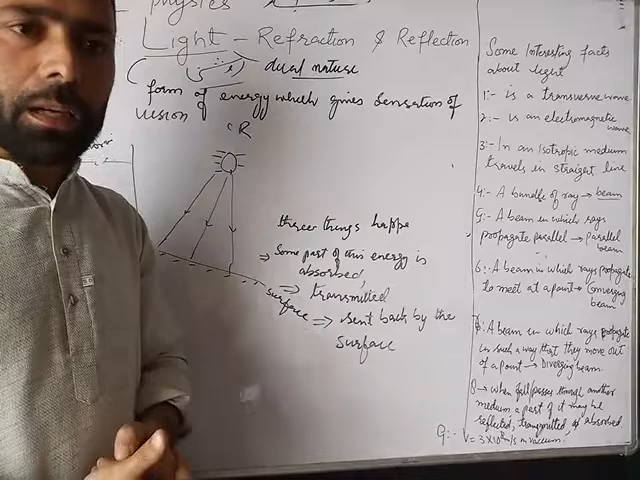 physics
Light - Refraction & Reflection
dual nature
form of energy which gives sensation of
vision
three things happe
⇒ Some part of this energy is
absorbed,
⇒ transmitted
surface ⇒ sent back by the
surface
Some Interesting facts
about light
1:- is a transverse wave
2:- is an electromagnetic
wave
3:- In an isotropic medium
travels in straight line
4:- A bundle of ray → beam
5:- A beam in which rays
propagate parallel → parallel
beam
6:- A beam in which rays propagate
to meet at a point → Converging
beam
7:- A beam in which rays propagate
in such a way that they move out
of a point → Diverging beam
8 → when fall/passes through another
medium a part of it may be
reflected, transmitted, absorbed
9:- V = 3×10⁸ m/s in vacuum